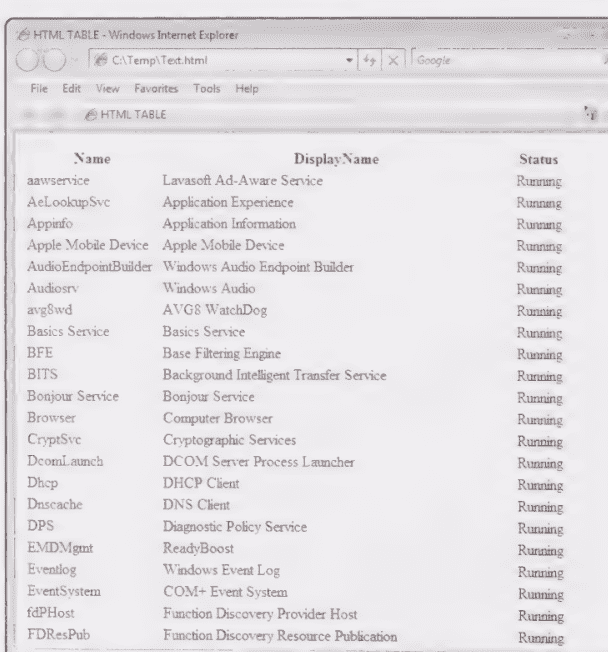 HTML TABLE - Windows Internet Explorer
C:\Temp\Text.html Google
File Edit View Favorites Tools Help
HTML TABLE
Name DisplayName Status
aawservice Lavasoft Ad-Aware Service Running
AeLookupSvc Application Experience Running
Appinfo Application Information Running
Apple Mobile Device Apple Mobile Device Running
AudioEndpointBuilder Windows Audio Endpoint Builder Running
Audiosrv Windows Audio Running
avg8wd AVG8 WatchDog Running
Basics Service Basics Service Running
BFE Base Filtering Engine Running
BITS Background Intelligent Transfer Service Running
Bonjour Service Bonjour Service Running
Browser Computer Browser Running
CryptSvc Cryptographic Services Running
DcomLaunch DCOM Server Process Launcher Running
Dhcp DHCP Client Running
Dnscache DNS Client Running
DPS Diagnostic Policy Service Running
EMDMgmt ReadyBoost Running
Eventlog Windows Event Log Running
EventSystem COM+ Event System Running
fdPHost Function Discovery Provider Host Running
FDResPub Function Discovery Resource Publication Running